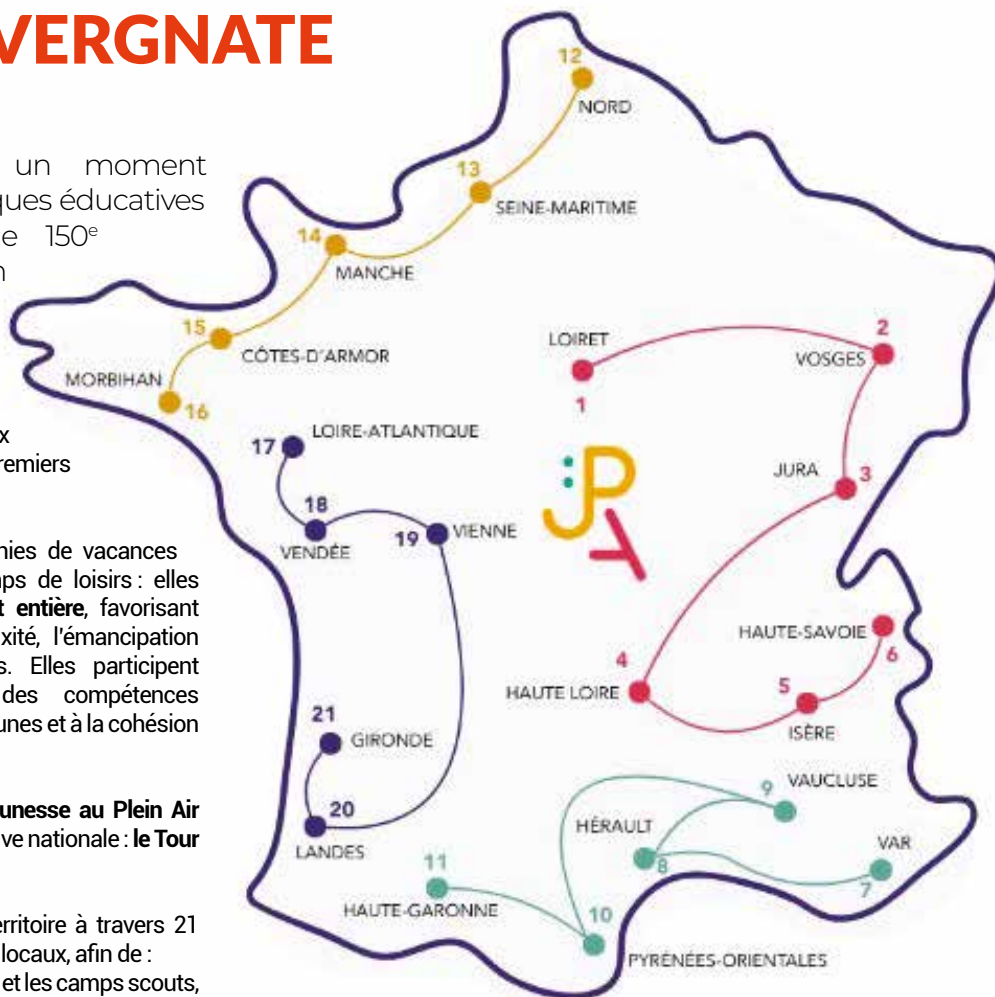 VERGNATE
un moment
ques éducatives
e 150e
n
x
remiers
nies de vacances
ps de loisirs : elles
t entière, favorisant
xité, l'émancipation
s. Elles participent
des compétences
unes et à la cohésion
unesse au Plein Air
ve nationale : le Tour
erritoire à travers 21
locaux, afin de :
et les camps scouts,
12
NORD
13
SEINE-MARITIME
14
MANCHE
15
CÔTES-D'ARMOR
MORBIHAN
16
LOIRET
1
2
VOSGES
JURA
3
17
LOIRE-ATLANTIQUE
18
VENDÉE
19
VIENNE
JPA
HAUTE-SAVOIE
6
4
HAUTE LOIRE
5
ISÈRE
21
GIRONDE
20
LANDES
9
VAUCLUSE
HÉRAULT
8
VAR
7
11
HAUTE-GARONNE
10
PYRÉNÉES-ORIENTALES